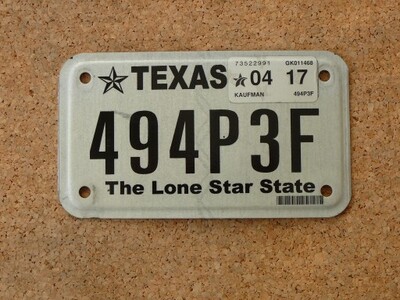 73522991 GK011468
TEXAS 04 17
KAUFMAN 494P3F
494P3F
The Lone Star State